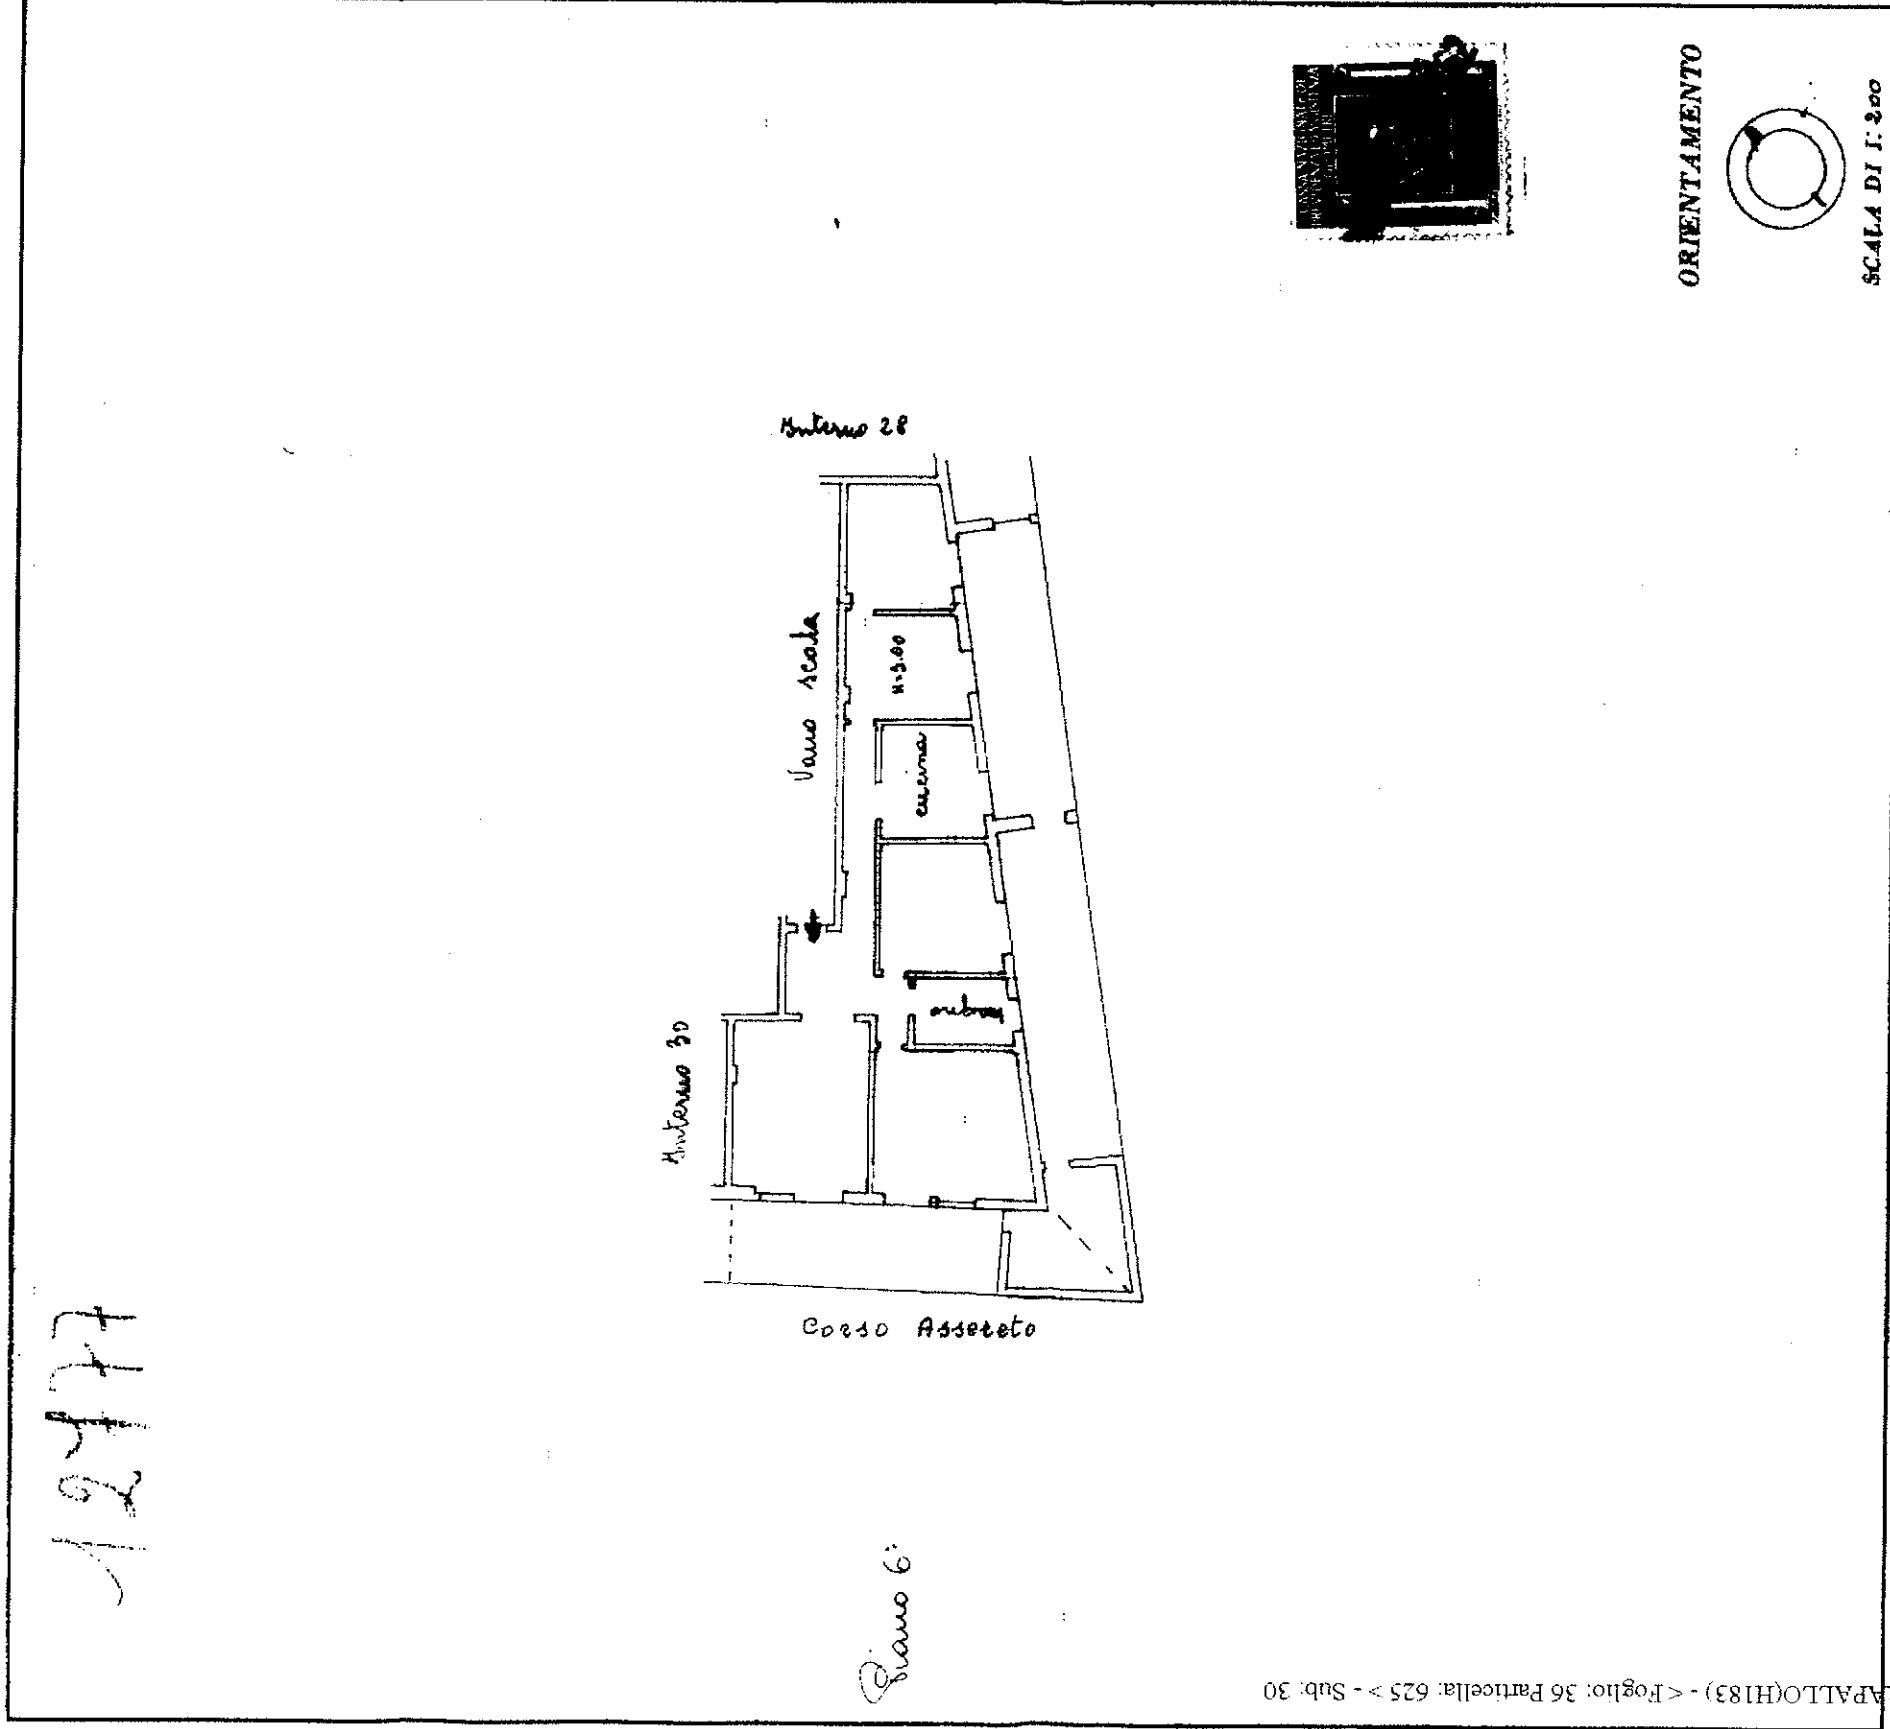 ORIENTAMENTO
SCALA DI 1:200
Interno 28
Vano scala
H=3.00
cucina
Interno 30
Corso Assereto
Piano 6°
APALLO(H183) - < Foglio: 36 Particella: 625 > - Sub: 30